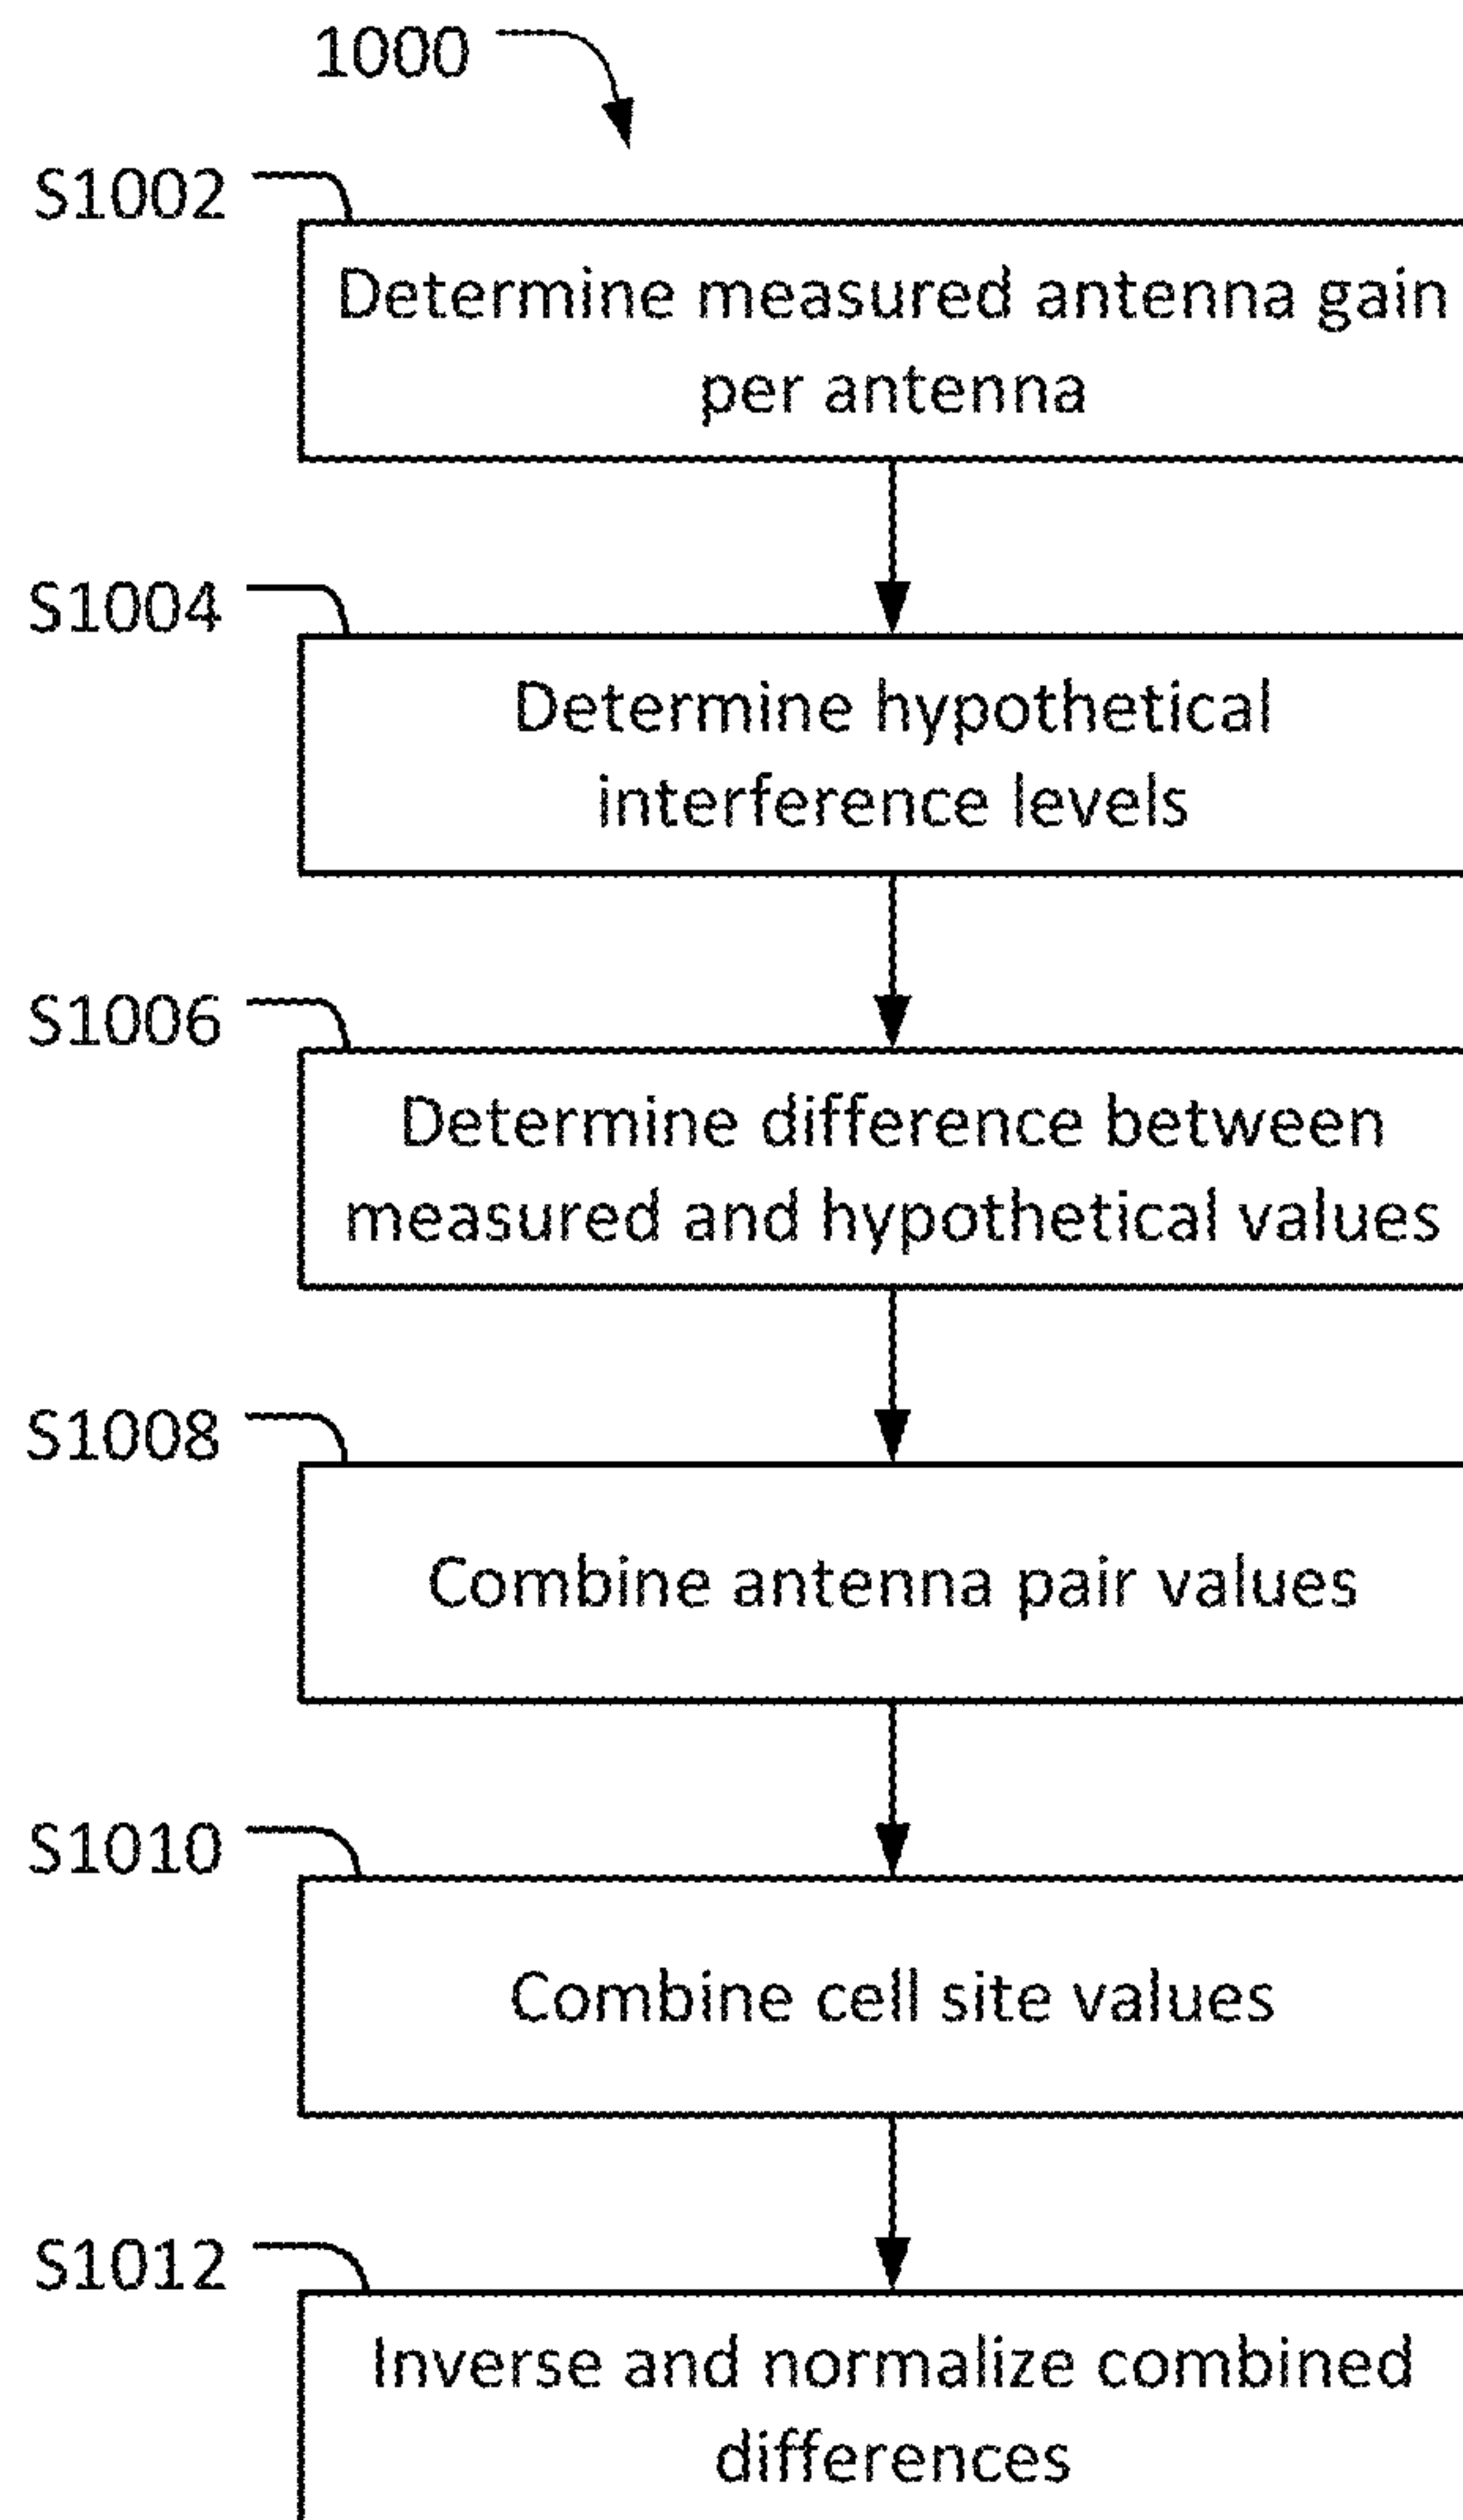 1000
S1002
Determine measured antenna gain
per antenna
S1004
Determine hypothetical
interference levels
S1006
Determine difference between
measured and hypothetical values
S1008
Combine antenna pair values
S1010
Combine cell site values
S1012
Inverse and normalize combined
differences